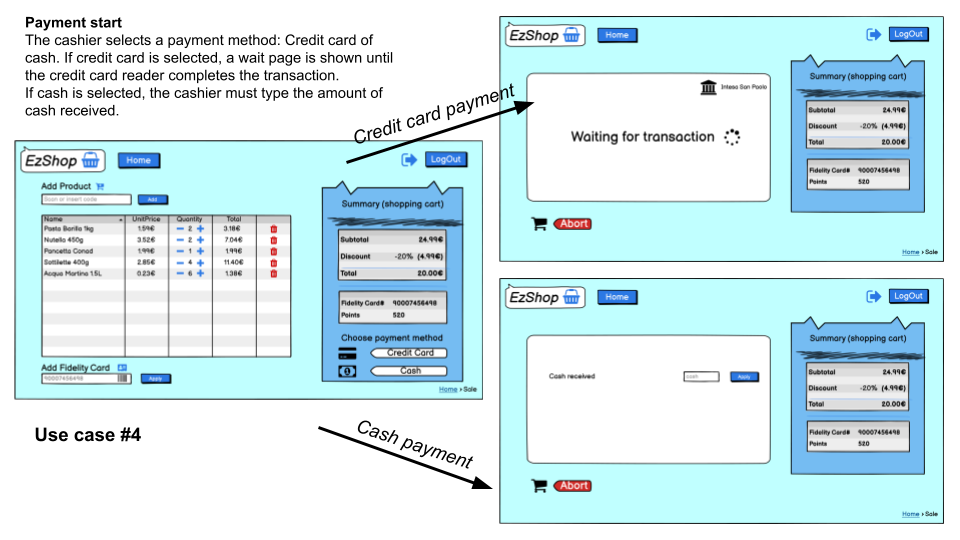 Payment start
The cashier selects a payment method: Credit card of
cash. If credit card is selected, a wait page is shown until
the credit card reader completes the transaction.
If cash is selected, the cashier must type the amount of
cash received.
EzShop
Home
LogOut
Add Product
Scan or insert code
Add
Name UnitPrice Quantity Total
Pasta Barilla 1kg 1.59€ 2 3.18€
Nutella 450g 3.52€ 2 7.04€
Pancetta Conad 1.99€ 1 1.99€
Sottilette 400g 2.85€ 4 11.40€
Acqua Martina 1.5L 0.23€ 6 1.38€
Add Fidelity Card
90007456498
Apply
Summary (shopping cart)
Subtotal 24.99€
Discount -20% (4.99€)
Total 20.00€
Fidelity Card# 90007456498
Points 520
Choose payment method
Credit Card
Cash
Home > Sale
Use case #4
Credit card payment
EzShop
Home
LogOut
Intesa San Paolo
Waiting for transaction
Abort
Summary (shopping cart)
Subtotal 24.99€
Discount -20% (4.99€)
Total 20.00€
Fidelity Card# 90007456498
Points 520
Home > Sale
Cash payment
EzShop
Home
LogOut
Cash received
cash
Apply
Abort
Summary (shopping cart)
Subtotal 24.99€
Discount -20% (4.99€)
Total 20.00€
Fidelity Card# 90007456498
Points 520
Home > Sale